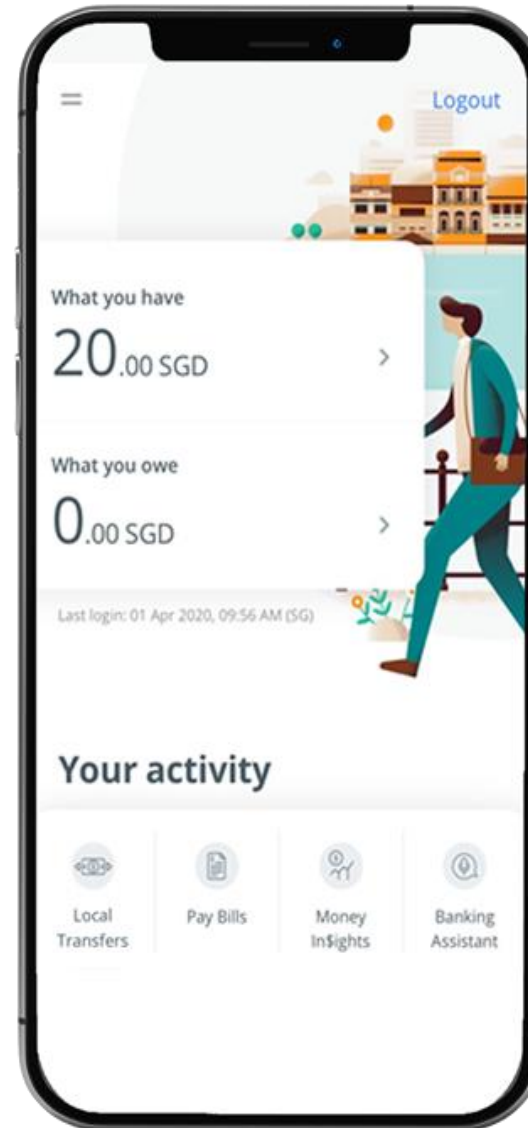 Logout
What you have
20.00 SGD
What you owe
0.00 SGD
Last login: 01 Apr 2020, 09:56 AM (SG)
Your activity
Local
Transfers
Pay Bills
Money
In$ights
Banking
Assistant